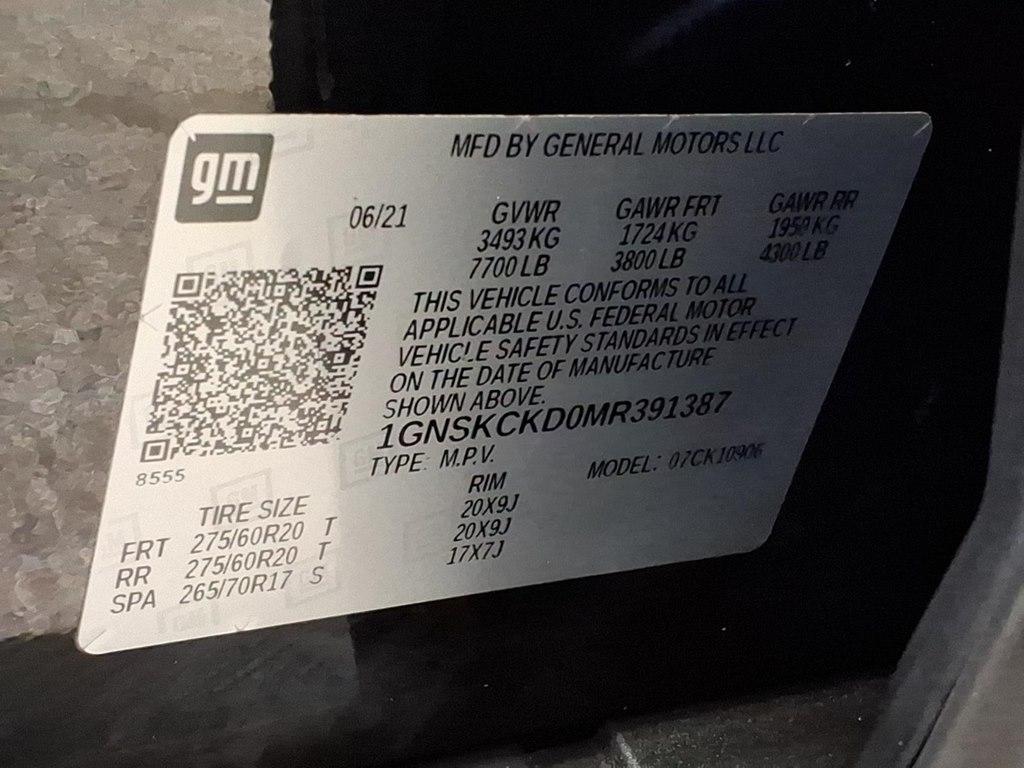 gm
MFD BY GENERAL MOTORS LLC
06/21 GVWR GAWR FRT GAWR RR
3493 KG 1724 KG 1950 KG
7700 LB 3800 LB 4300 LB
THIS VEHICLE CONFORMS TO ALL
APPLICABLE U.S. FEDERAL MOTOR
VEHICLE SAFETY STANDARDS IN EFFECT
ON THE DATE OF MANUFACTURE
SHOWN ABOVE.
1GNSKCKD0MR391387
TYPE: M.P.V. MODEL: 07CK10906
8555
TIRE SIZE RIM
FRT 275/60R20 T 20X9J
RR 275/60R20 T 20X9J
SPA 265/70R17 S 17X7J